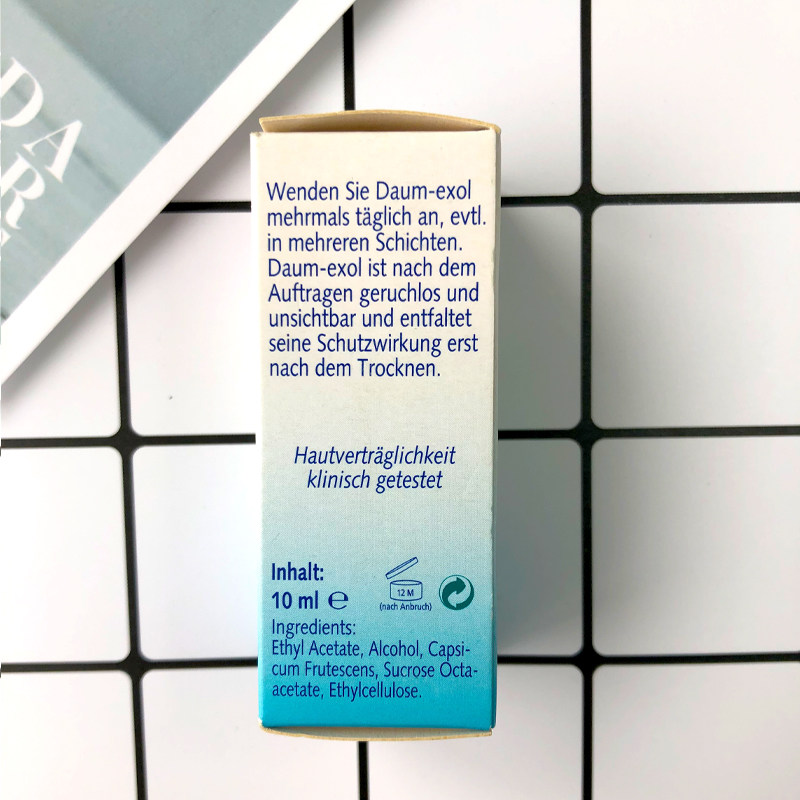 DA
R
Wenden Sie Daum-exol
mehrmals täglich an, evtl.
in mehreren Schichten.
Daum-exol ist nach dem
Auftragen geruchlos und
unsichtbar und entfaltet
seine Schutzwirkung erst
nach dem Trocknen.
Hautverträglichkeit
klinisch getestet
Inhalt:
10 ml ℮
12 M
(nach Anbruch)
Ingredients:
Ethyl Acetate, Alcohol, Capsi-
cum Frutescens, Sucrose Octa-
acetate, Ethylcellulose.